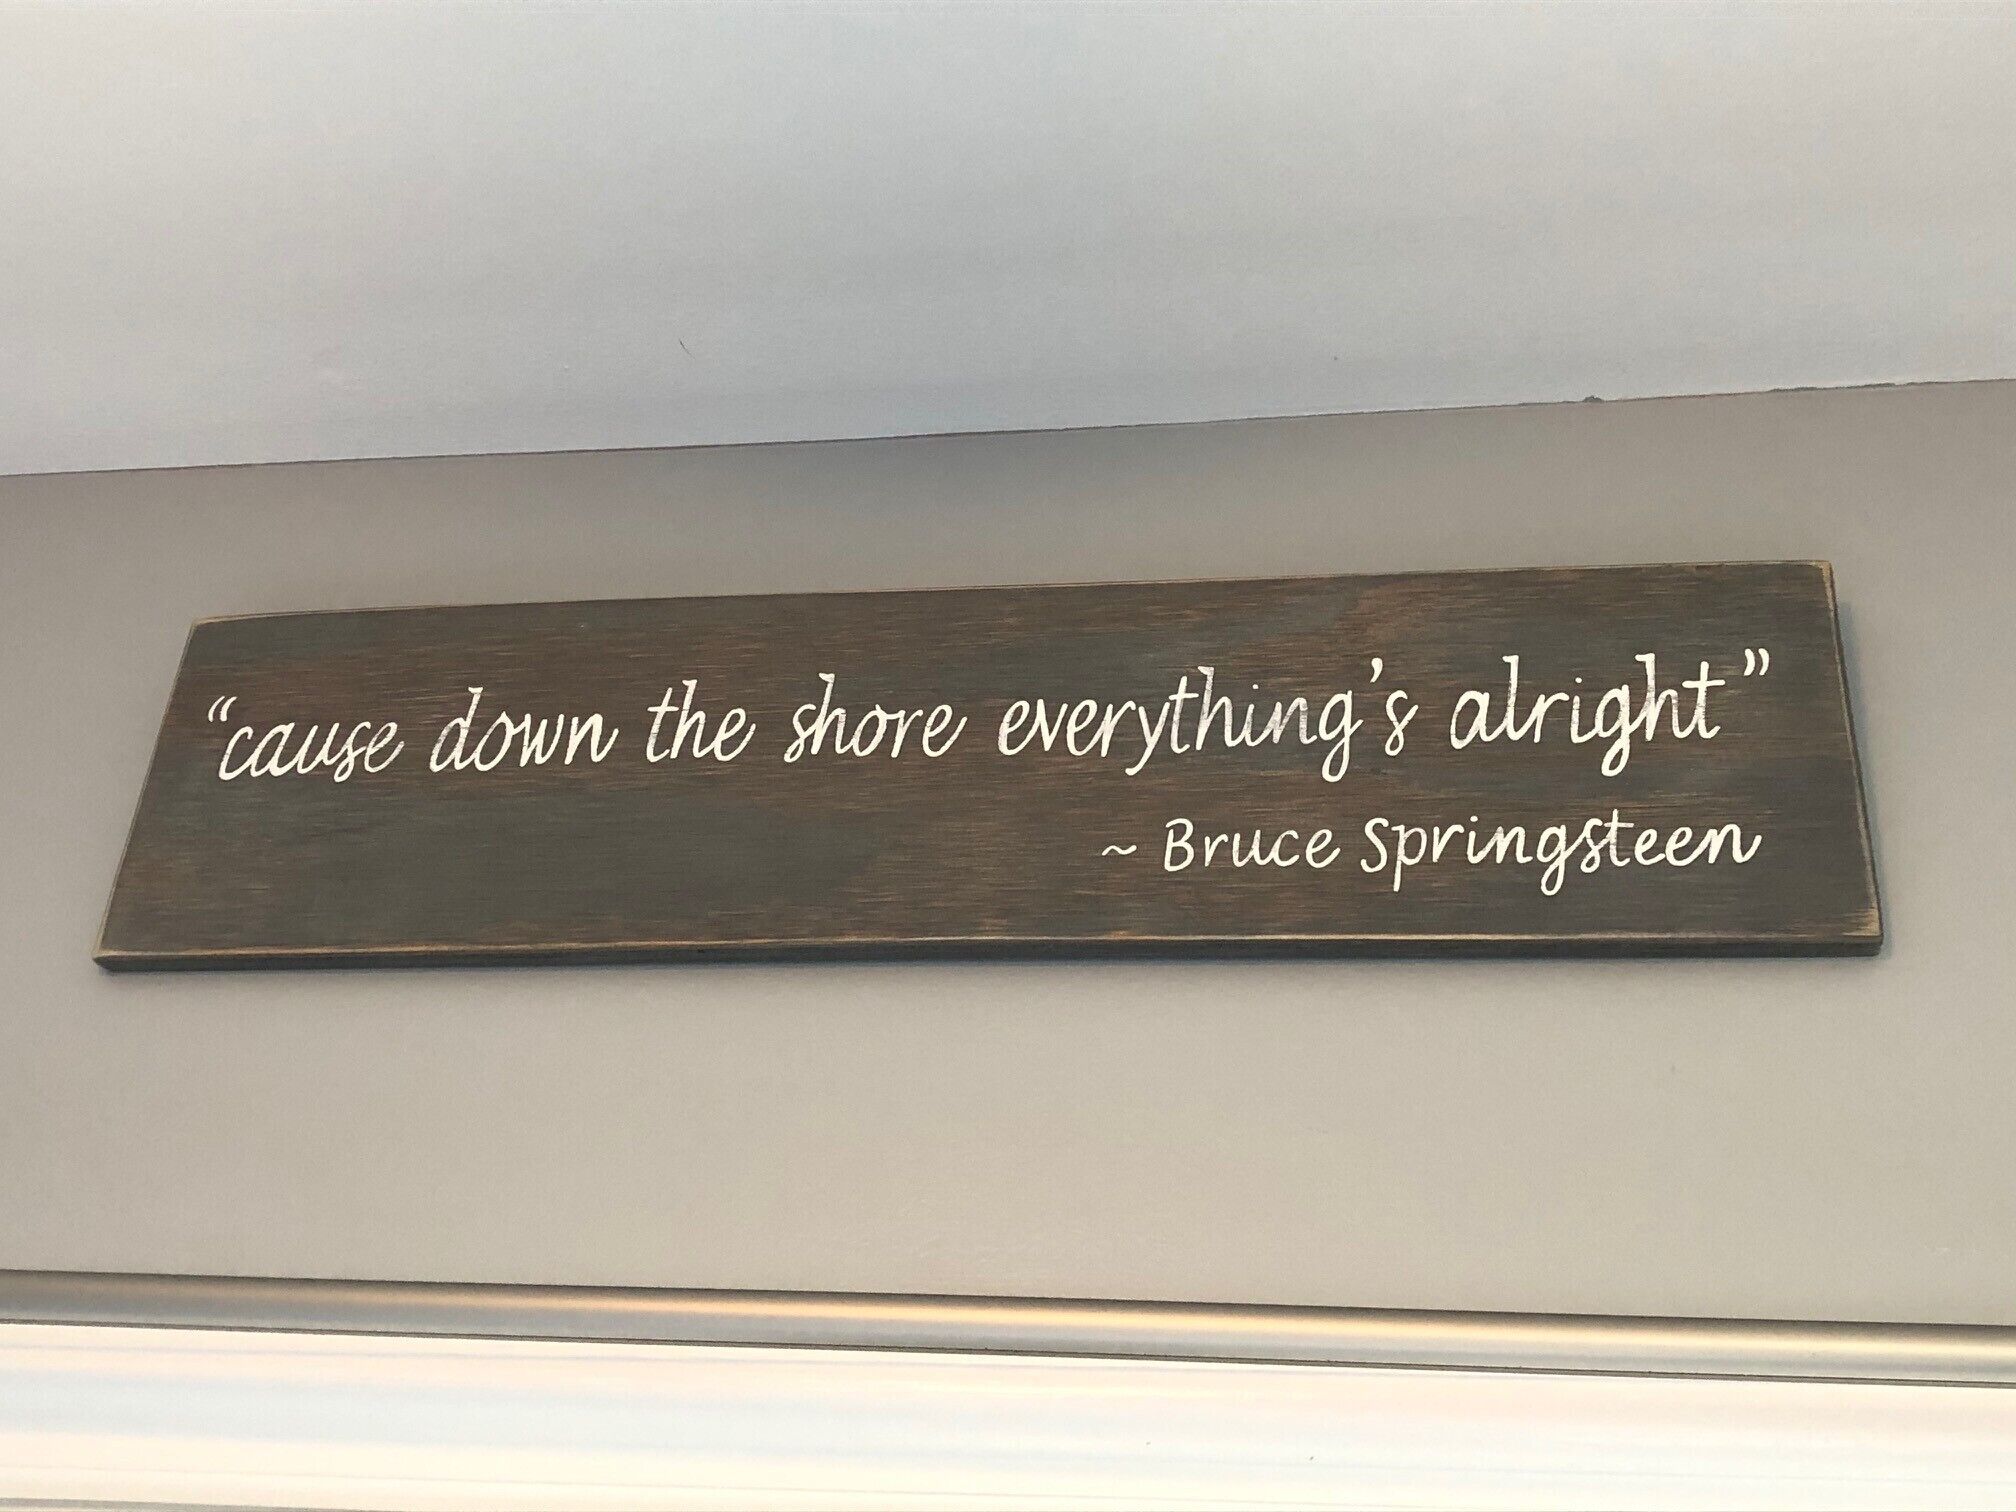 “cause down the shore everything’s alright”
~ Bruce Springsteen